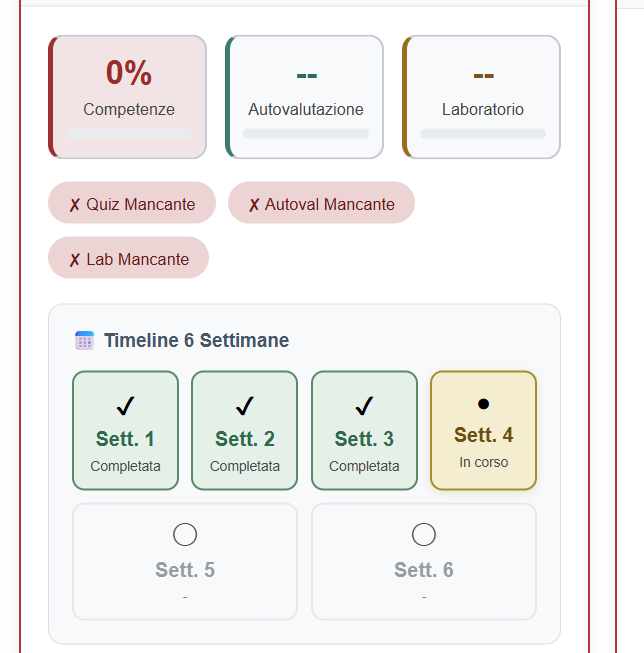 0%
Competenze
--
Autovalutazione
--
Laboratorio
✗ Quiz Mancante
✗ Autoval Mancante
✗ Lab Mancante
Timeline 6 Settimane
✓
Sett. 1
Completata
✓
Sett. 2
Completata
✓
Sett. 3
Completata
●
Sett. 4
In corso
○
Sett. 5
-
○
Sett. 6
-